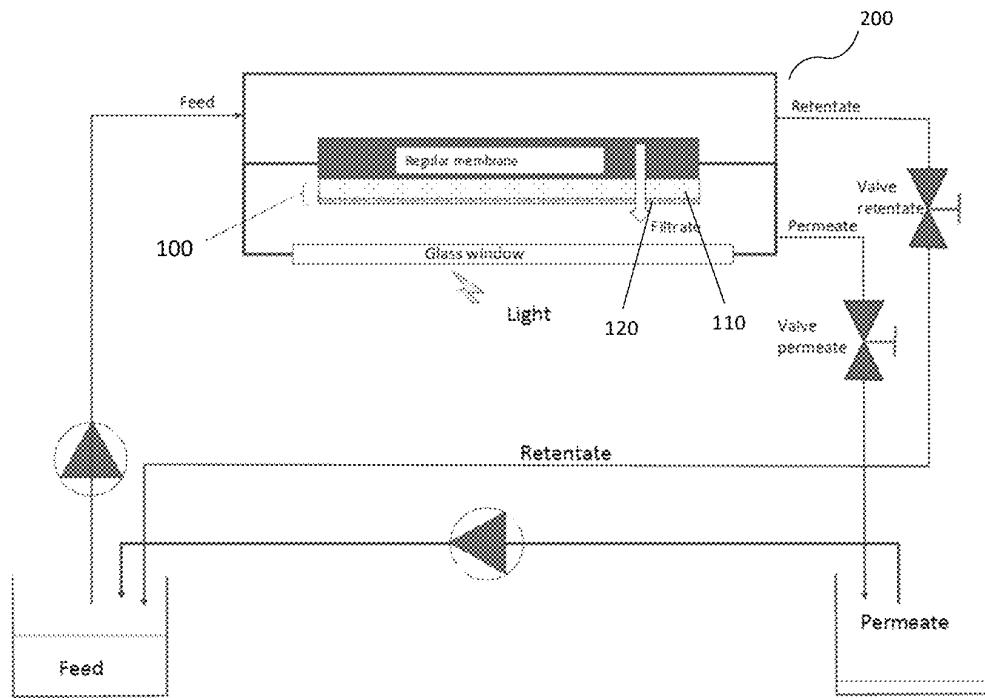 200
Feed
Retentate
Regular membrane
Valve
retentate
100
Filtrate
Permeate
Glass window
Light
120
110
Valve
permeate
Retentate
Feed
Permeate